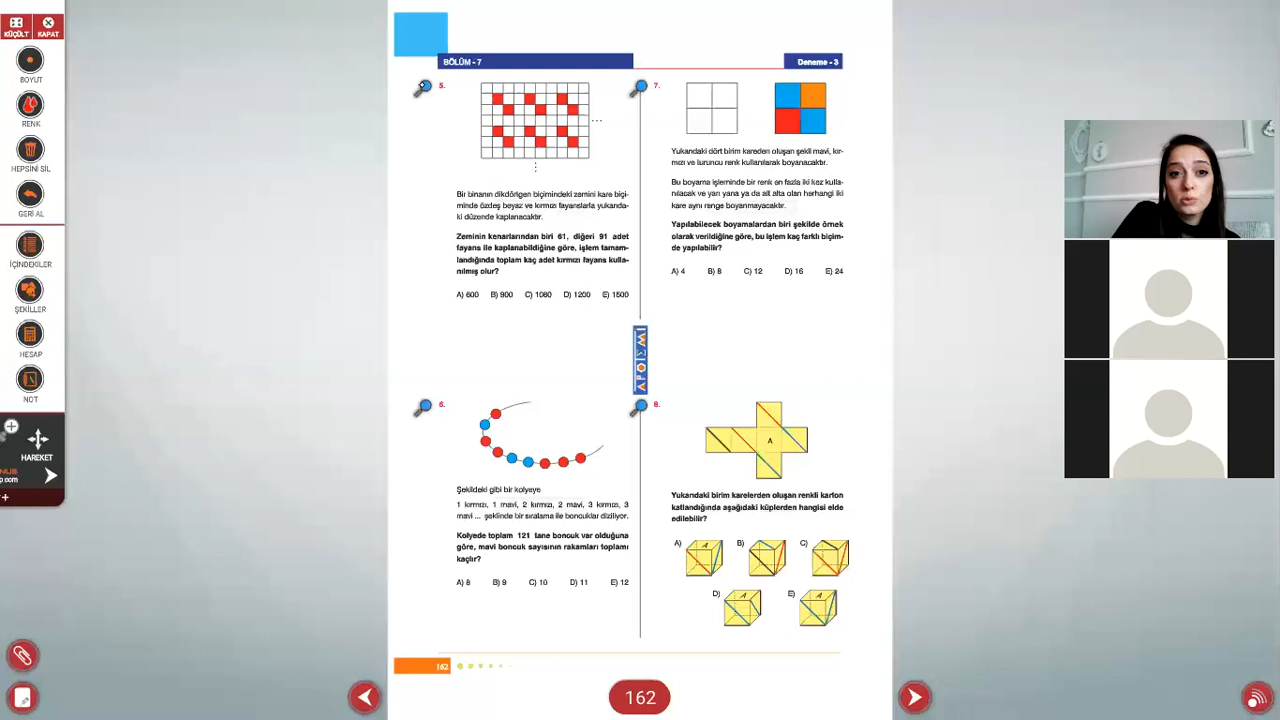 KÜÇÜLT KAPAT
BOYUT
RENK
HEPSİNİ SİL
GERİ AL
İÇİNDEKİLER
ŞEKİLLER
HESAP
NOT
HAREKET
BÖLÜM - 7
Deneme - 3
5.
Bir binanın dikdörtgen biçimindeki zemini kare biçi-
minde özdeş beyaz ve kırmızı fayanslarla yukarıda-
ki düzende kaplanacaktır.
Zeminin kenarlarından biri 61, diğeri 91 adet
fayans ile kaplanabildiğine göre, işlem tamam-
landığında toplam kaç adet kırmızı fayans kulla-
nılmış olur?
A) 600 B) 900 C) 1080 D) 1200 E) 1500
6.
Şekildeki gibi bir kolyeye
1 kırmızı, 1 mavi, 2 kırmızı, 2 mavi, 3 kırmızı, 3
mavi ... şeklinde bir sıralama ile boncuklar diziliyor.
Kolyede toplam 121 tane boncuk var olduğuna
göre, mavi boncuk sayısının rakamları toplamı
kaçtır?
A) 8 B) 9 C) 10 D) 11 E) 12
APOIEMI
7.
Yukarıdaki dört birim kareden oluşan şekil mavi, kır-
mızı ve turuncu renk kullanılarak boyanacaktır.
Bu boyama işleminde bir renk en fazla iki kez kulla-
nılacak ve yan yana ya da alt alta olan herhangi iki
kare aynı renge boyanmayacaktır.
Yapılabilecek boyamalardan biri şekilde örnek
olarak verildiğine göre, bu işlem kaç farklı biçim-
de yapılabilir?
A) 4 B) 8 C) 12 D) 16 E) 24
8.
A
Yukarıdaki birim karelerden oluşan renkli karton
katlandığında aşağıdaki küplerden hangisi elde
edilebilir?
A) A B) C)
D) A E) A
162
162